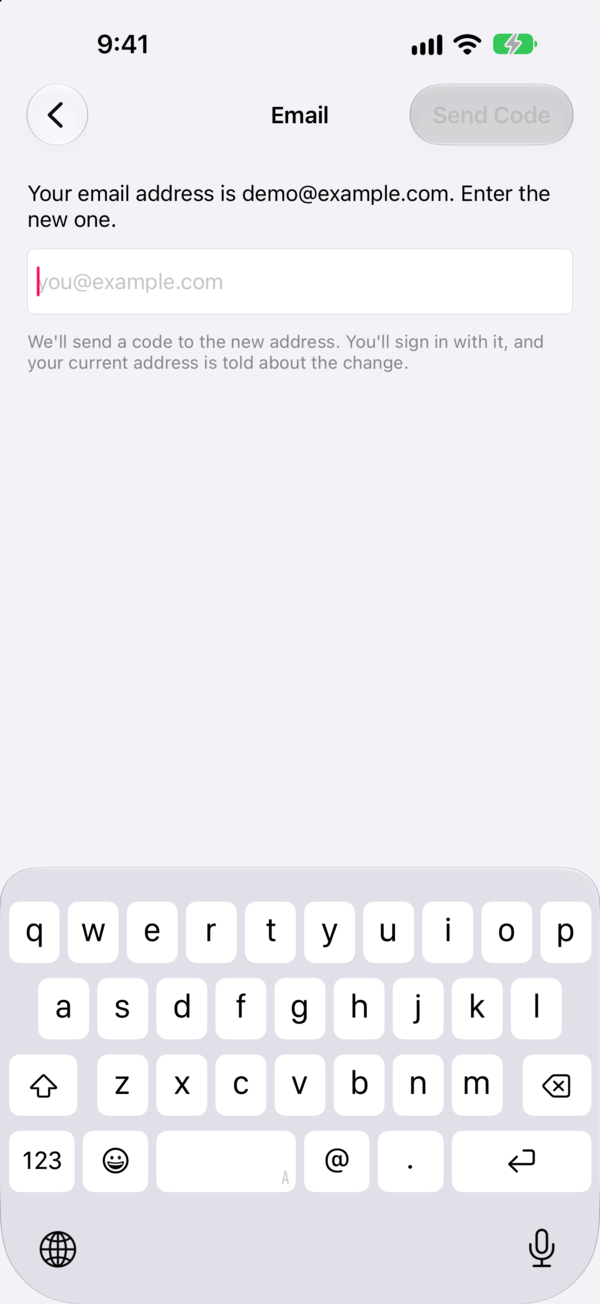 9:41
Email
Send Code
Your email address is demo@example.com. Enter the
new one.
you@example.com
We'll send a code to the new address. You'll sign in with it, and
your current address is told about the change.
q w e r t y u i o p
a s d f g h j k l
z x c v b n m
123 A @ .